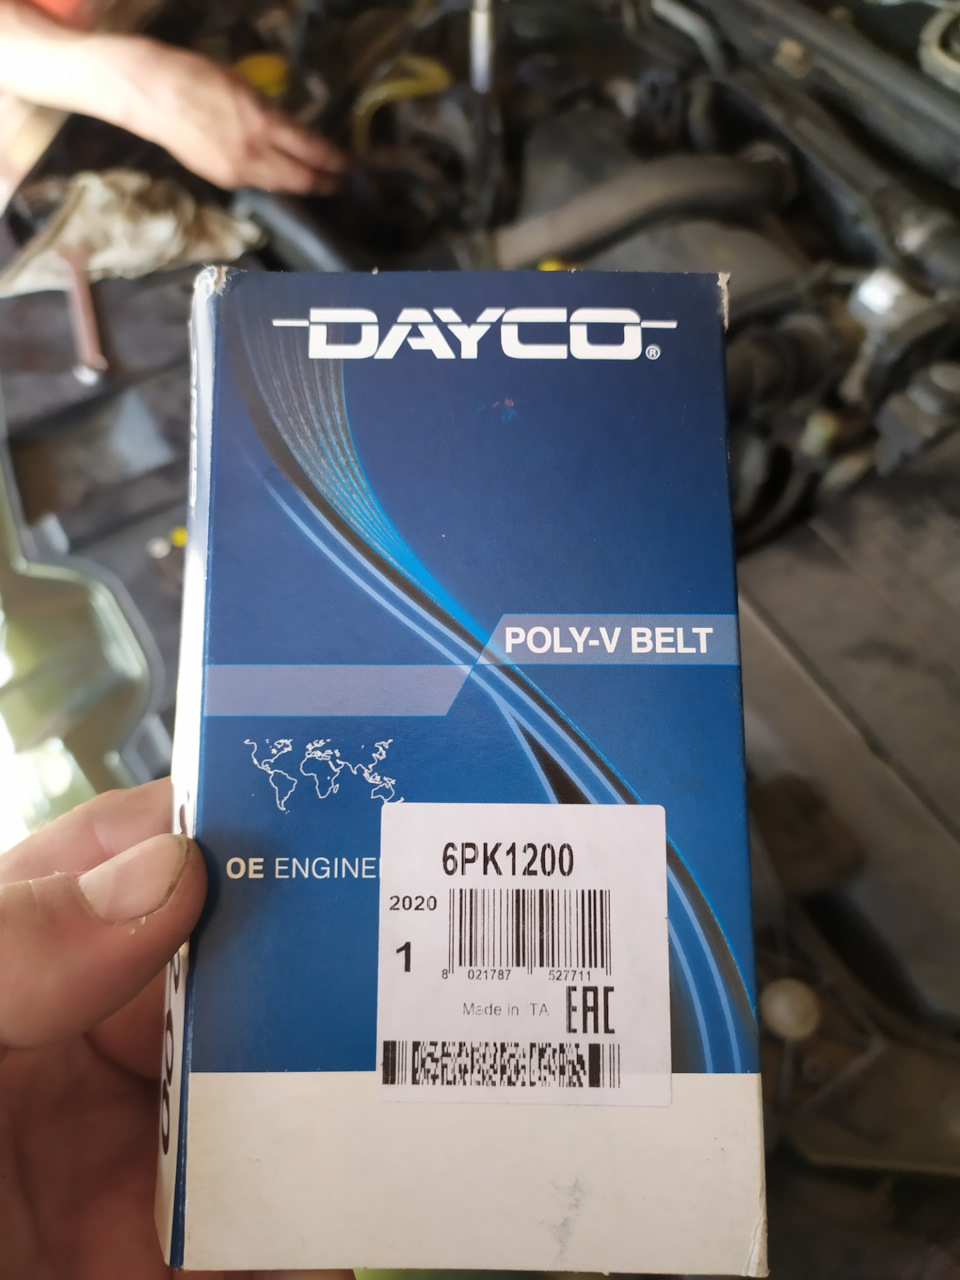 DAYCO®
POLY-V BELT
OE ENGINE
6PK1200
2020
1
8 021787 527711
Made in ITA
EAC